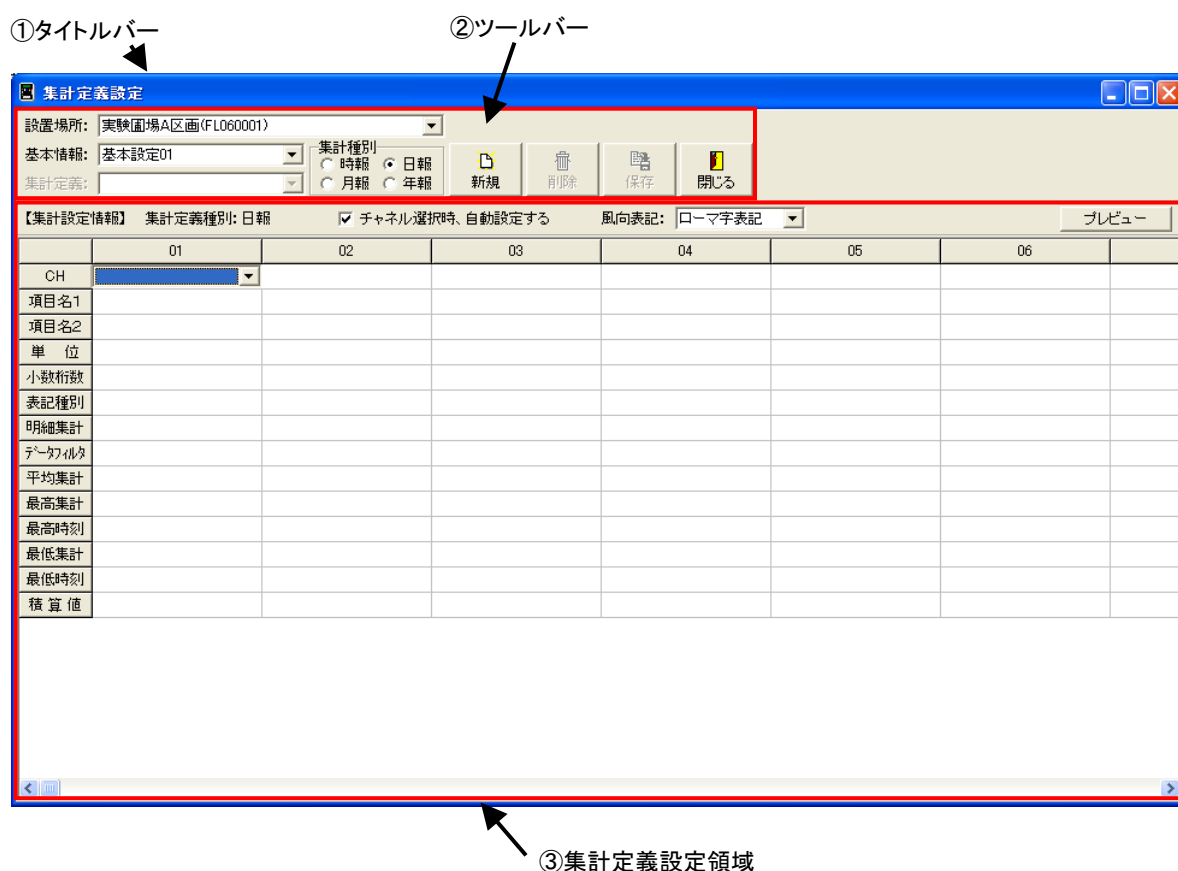 ①タイトルバー
②ツールバー
集計定義設定
設置場所: 実験圃場A区画(FL060001)
基本情報: 基本設定01
集計種別
時報 日報
月報 年報
集計定義:
新規 削除 保存 閉じる
【集計設定情報】 集計定義種別: 日報 チャネル選択時、自動設定する 風向表記: ローマ字表記 プレビュー
01 02 03 04 05 06
CH
項目名1
項目名2
単 位
小数桁数
表記種別
明細集計
データフィルタ
平均集計
最高集計
最高時刻
最低集計
最低時刻
積 算 値
③集計定義設定領域